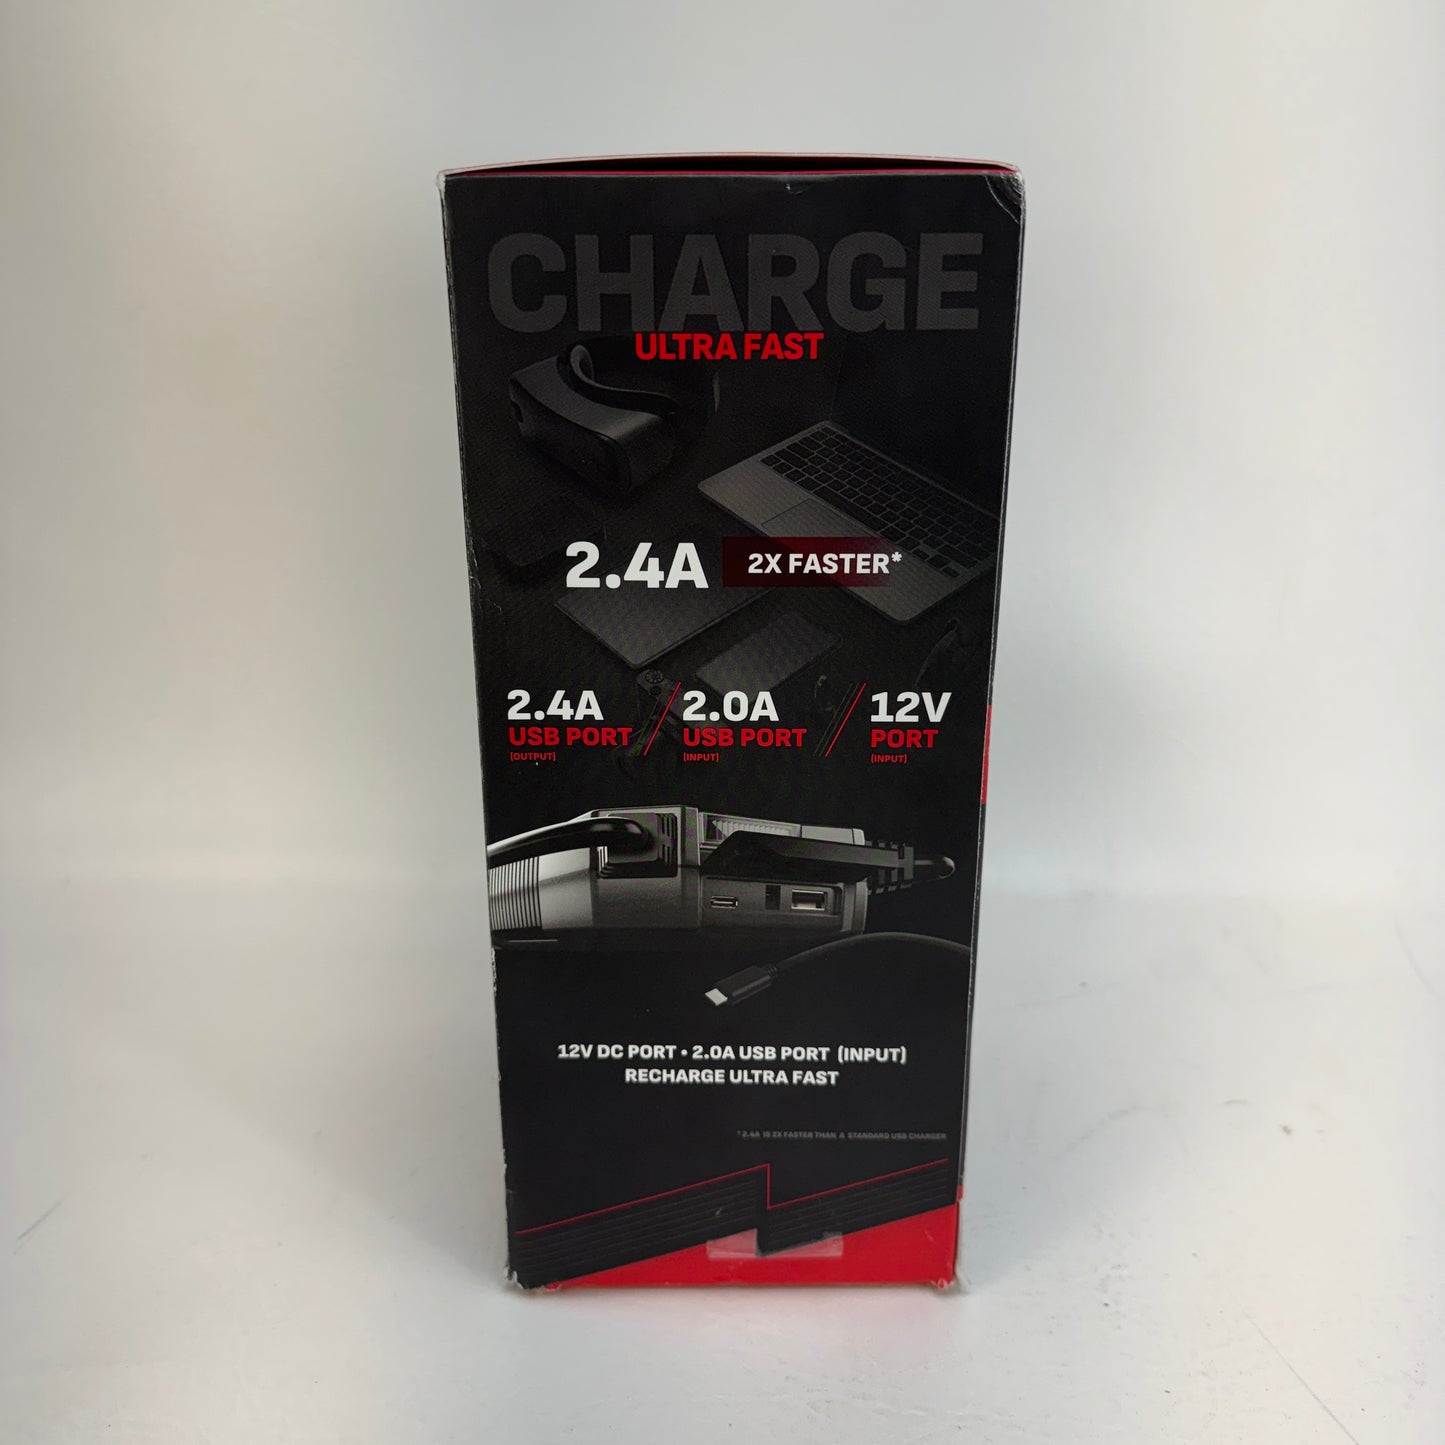 CHARGE
ULTRA FAST
2.4A 2X FASTER*
2.4A 2.0A 12V
USB PORT USB PORT PORT
(OUTPUT) (INPUT) (INPUT)
12V DC PORT • 2.0A USB PORT (INPUT)
RECHARGE ULTRA FAST
* 2.4A IS 2X FASTER THAN A STANDARD USB CHARGER